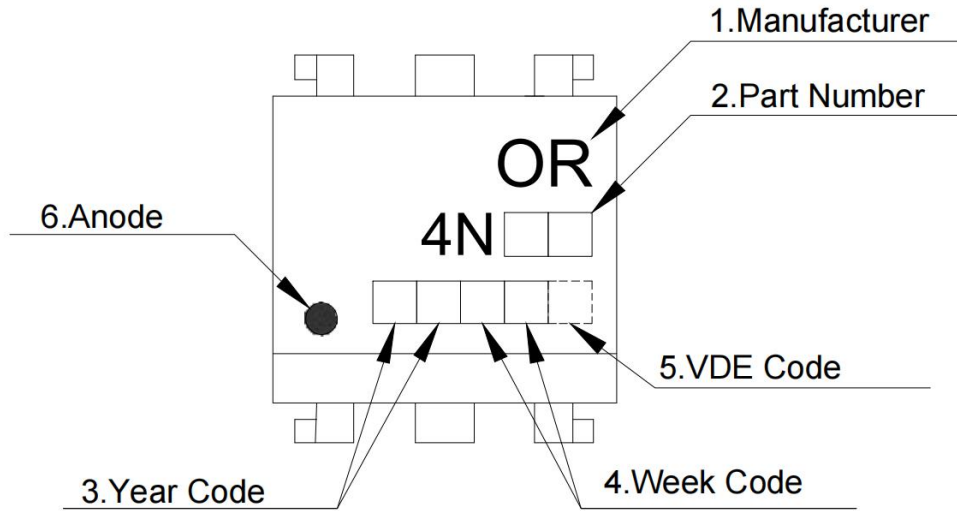 1.Manufacturer
2.Part Number
OR
6.Anode
4N
5.VDE Code
3.Year Code
4.Week Code